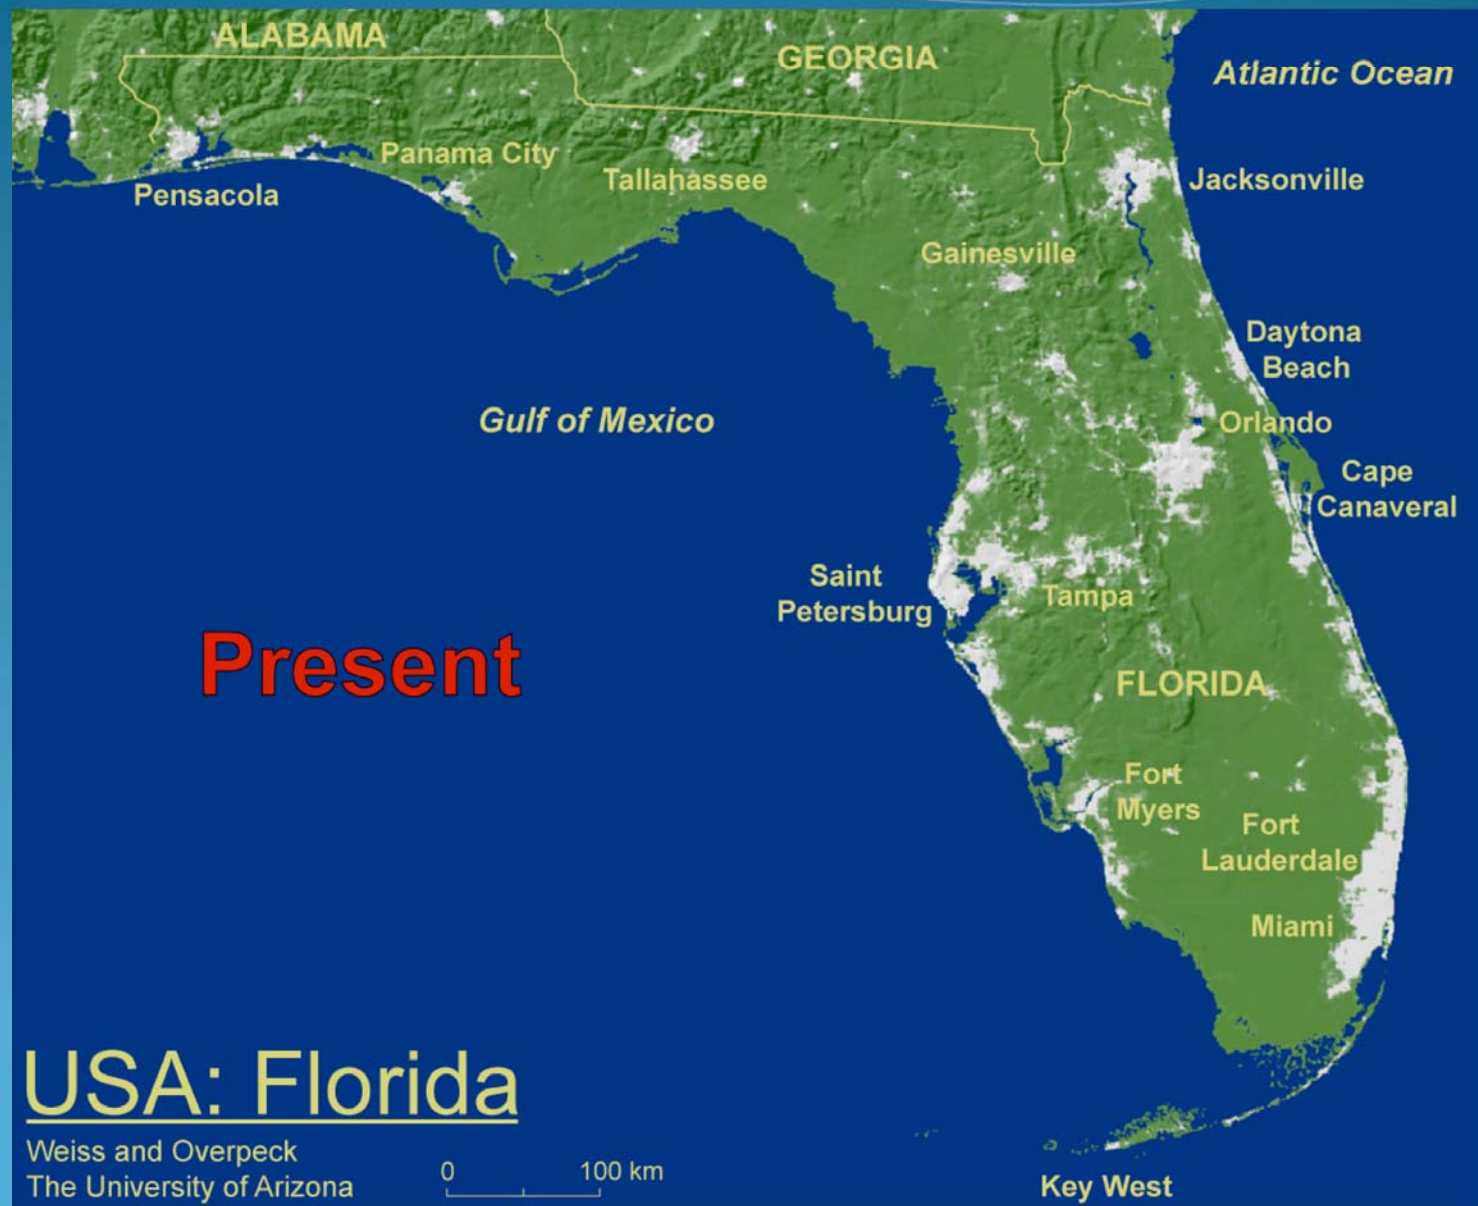 ALABAMA
GEORGIA
Atlantic Ocean
Panama City
Pensacola
Tallahassee
Jacksonville
Gainesville
Daytona
Beach
Gulf of Mexico
Orlando
Cape
Canaveral
Saint
Petersburg
Tampa
Present
FLORIDA
Fort
Myers
Fort
Lauderdale
Miami
USA: Florida
Weiss and Overpeck
The University of Arizona
0 100 km
Key West